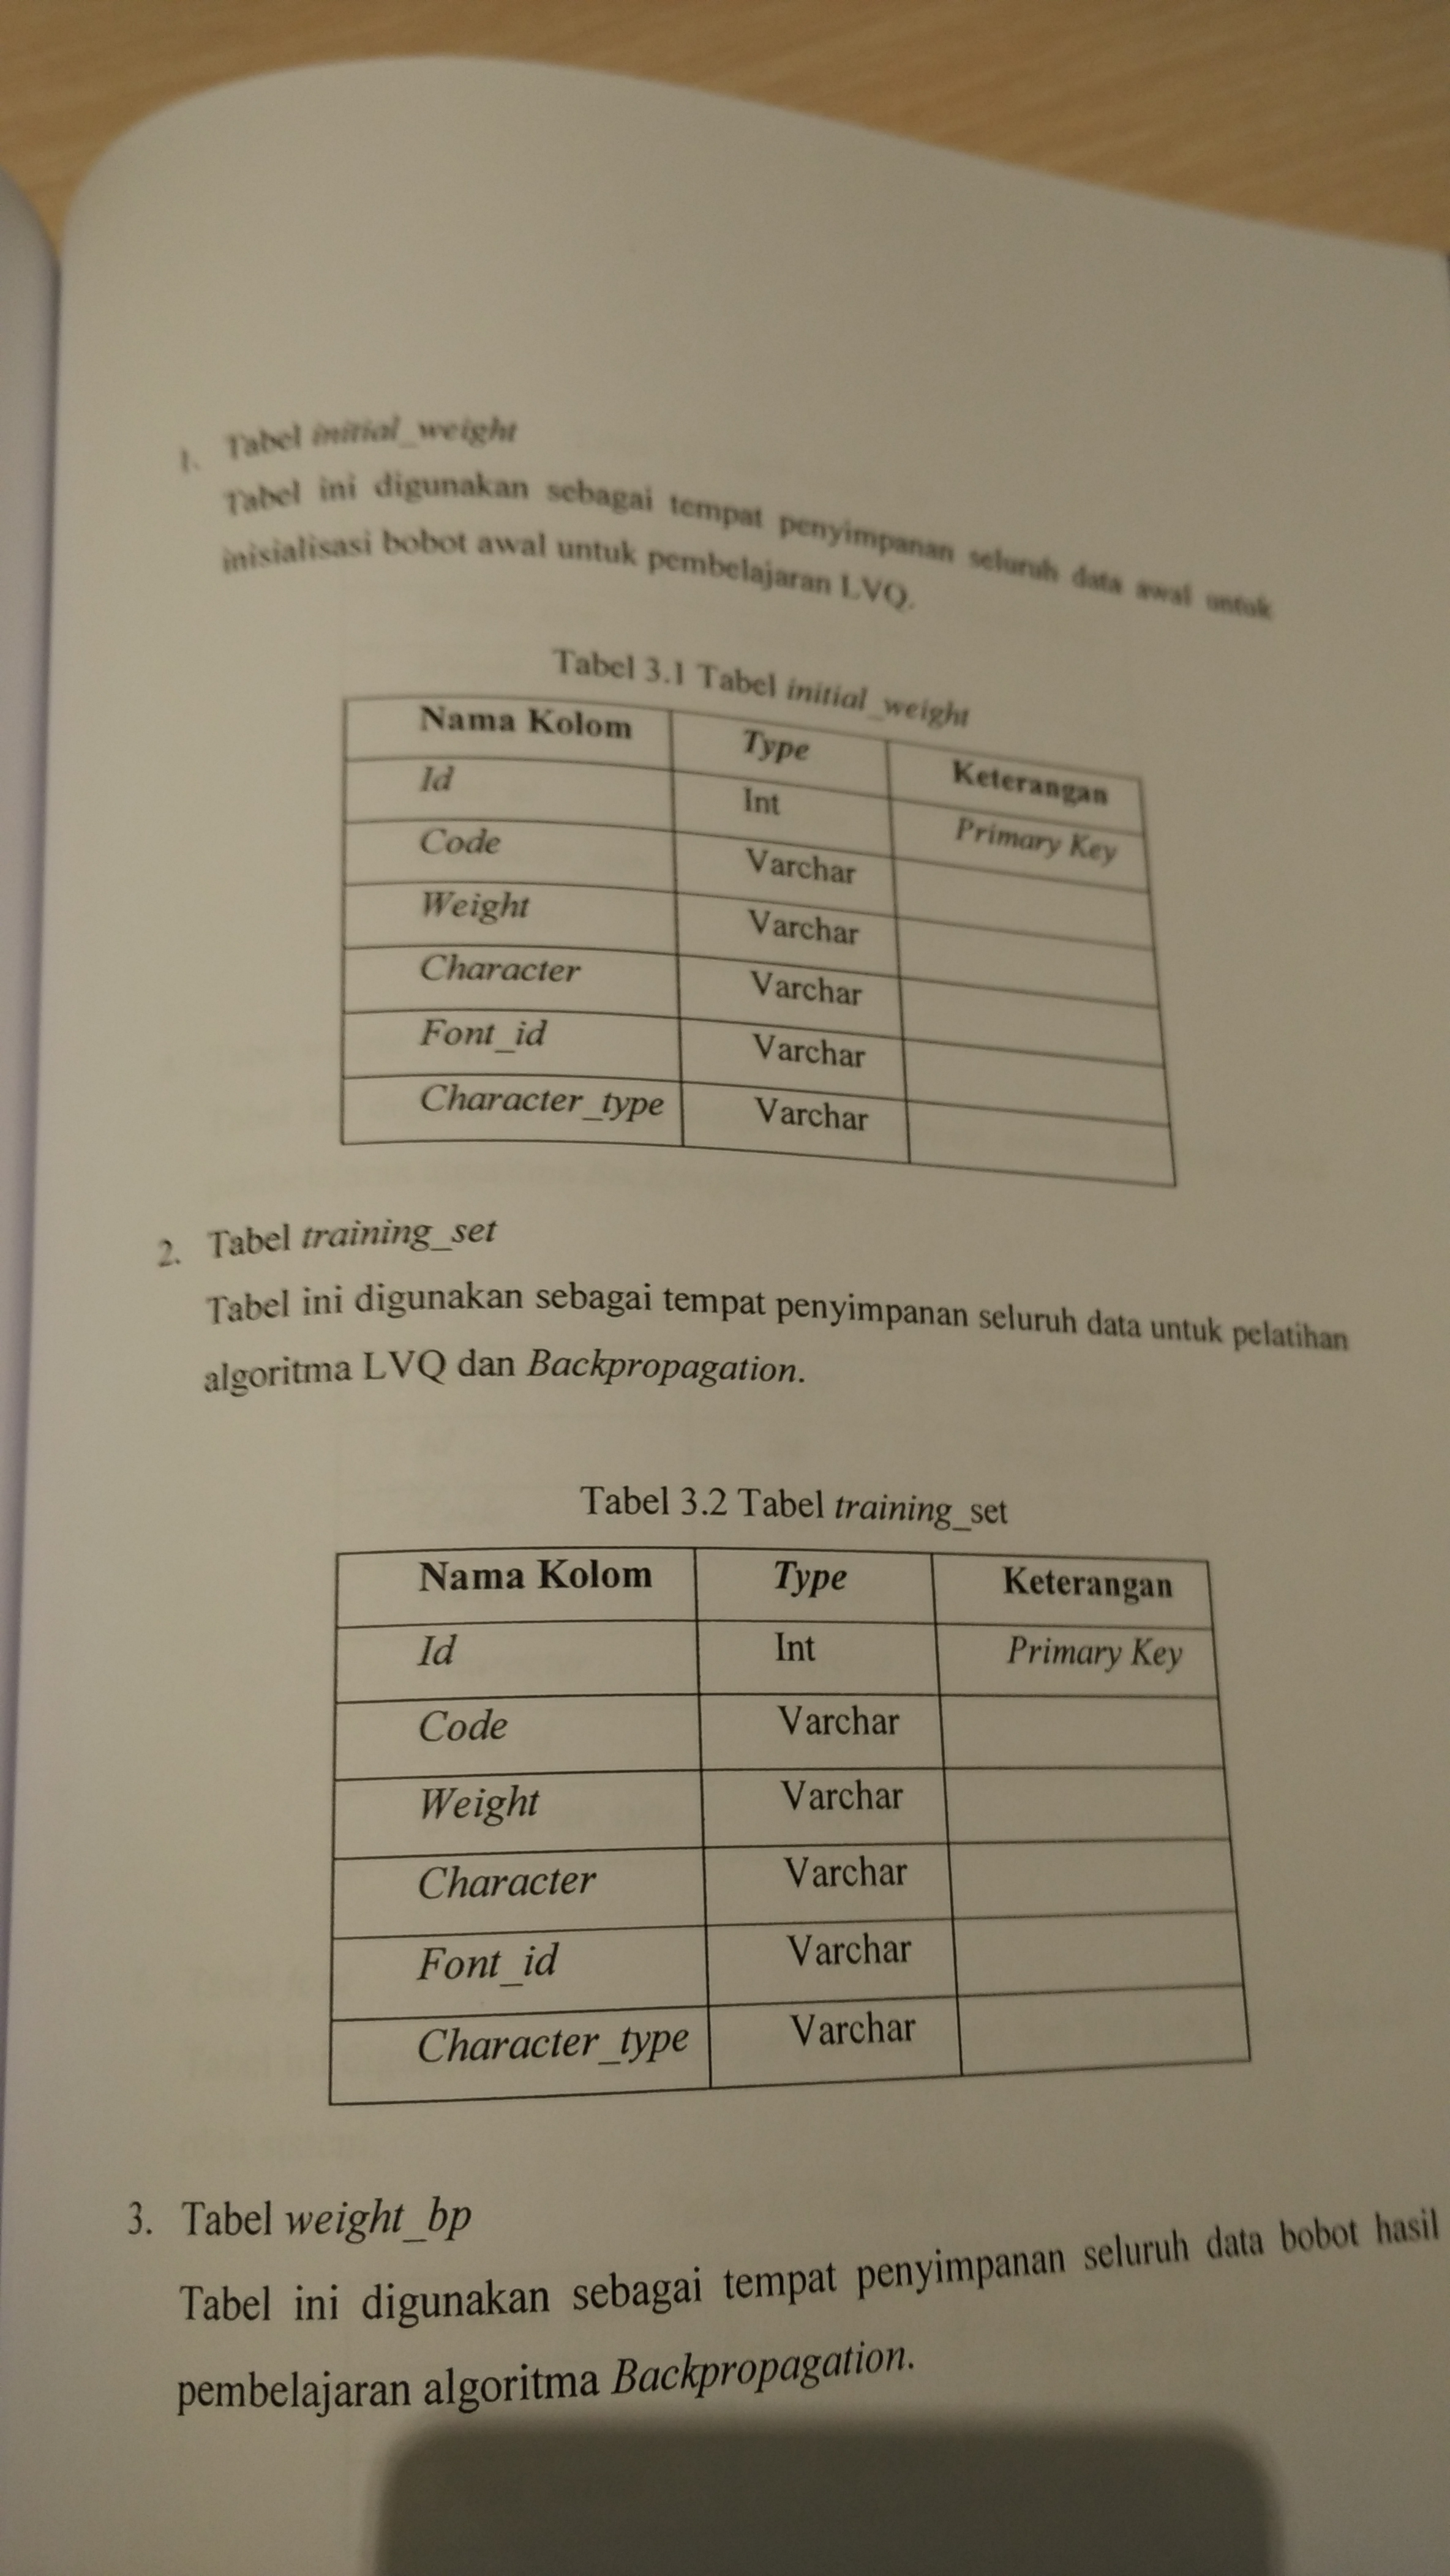 1. Tabel initial_weight
Tabel ini digunakan sebagai tempat penyimpanan seluruh data awal untuk
inisialisasi bobot awal untuk pembelajaran LVQ.
Tabel 3.1 Tabel initial_weight
Nama Kolom Type Keterangan
Id Int Primary Key
Code Varchar
Weight Varchar
Character Varchar
Font_id Varchar
Character_type Varchar
2. Tabel training_set
Tabel ini digunakan sebagai tempat penyimpanan seluruh data untuk pelatihan
algoritma LVQ dan Backpropagation.
Tabel 3.2 Tabel training_set
Nama Kolom Type Keterangan
Id Int Primary Key
Code Varchar
Weight Varchar
Character Varchar
Font_id Varchar
Character_type Varchar
3. Tabel weight_bp
Tabel ini digunakan sebagai tempat penyimpanan seluruh data bobot hasil
pembelajaran algoritma Backpropagation.